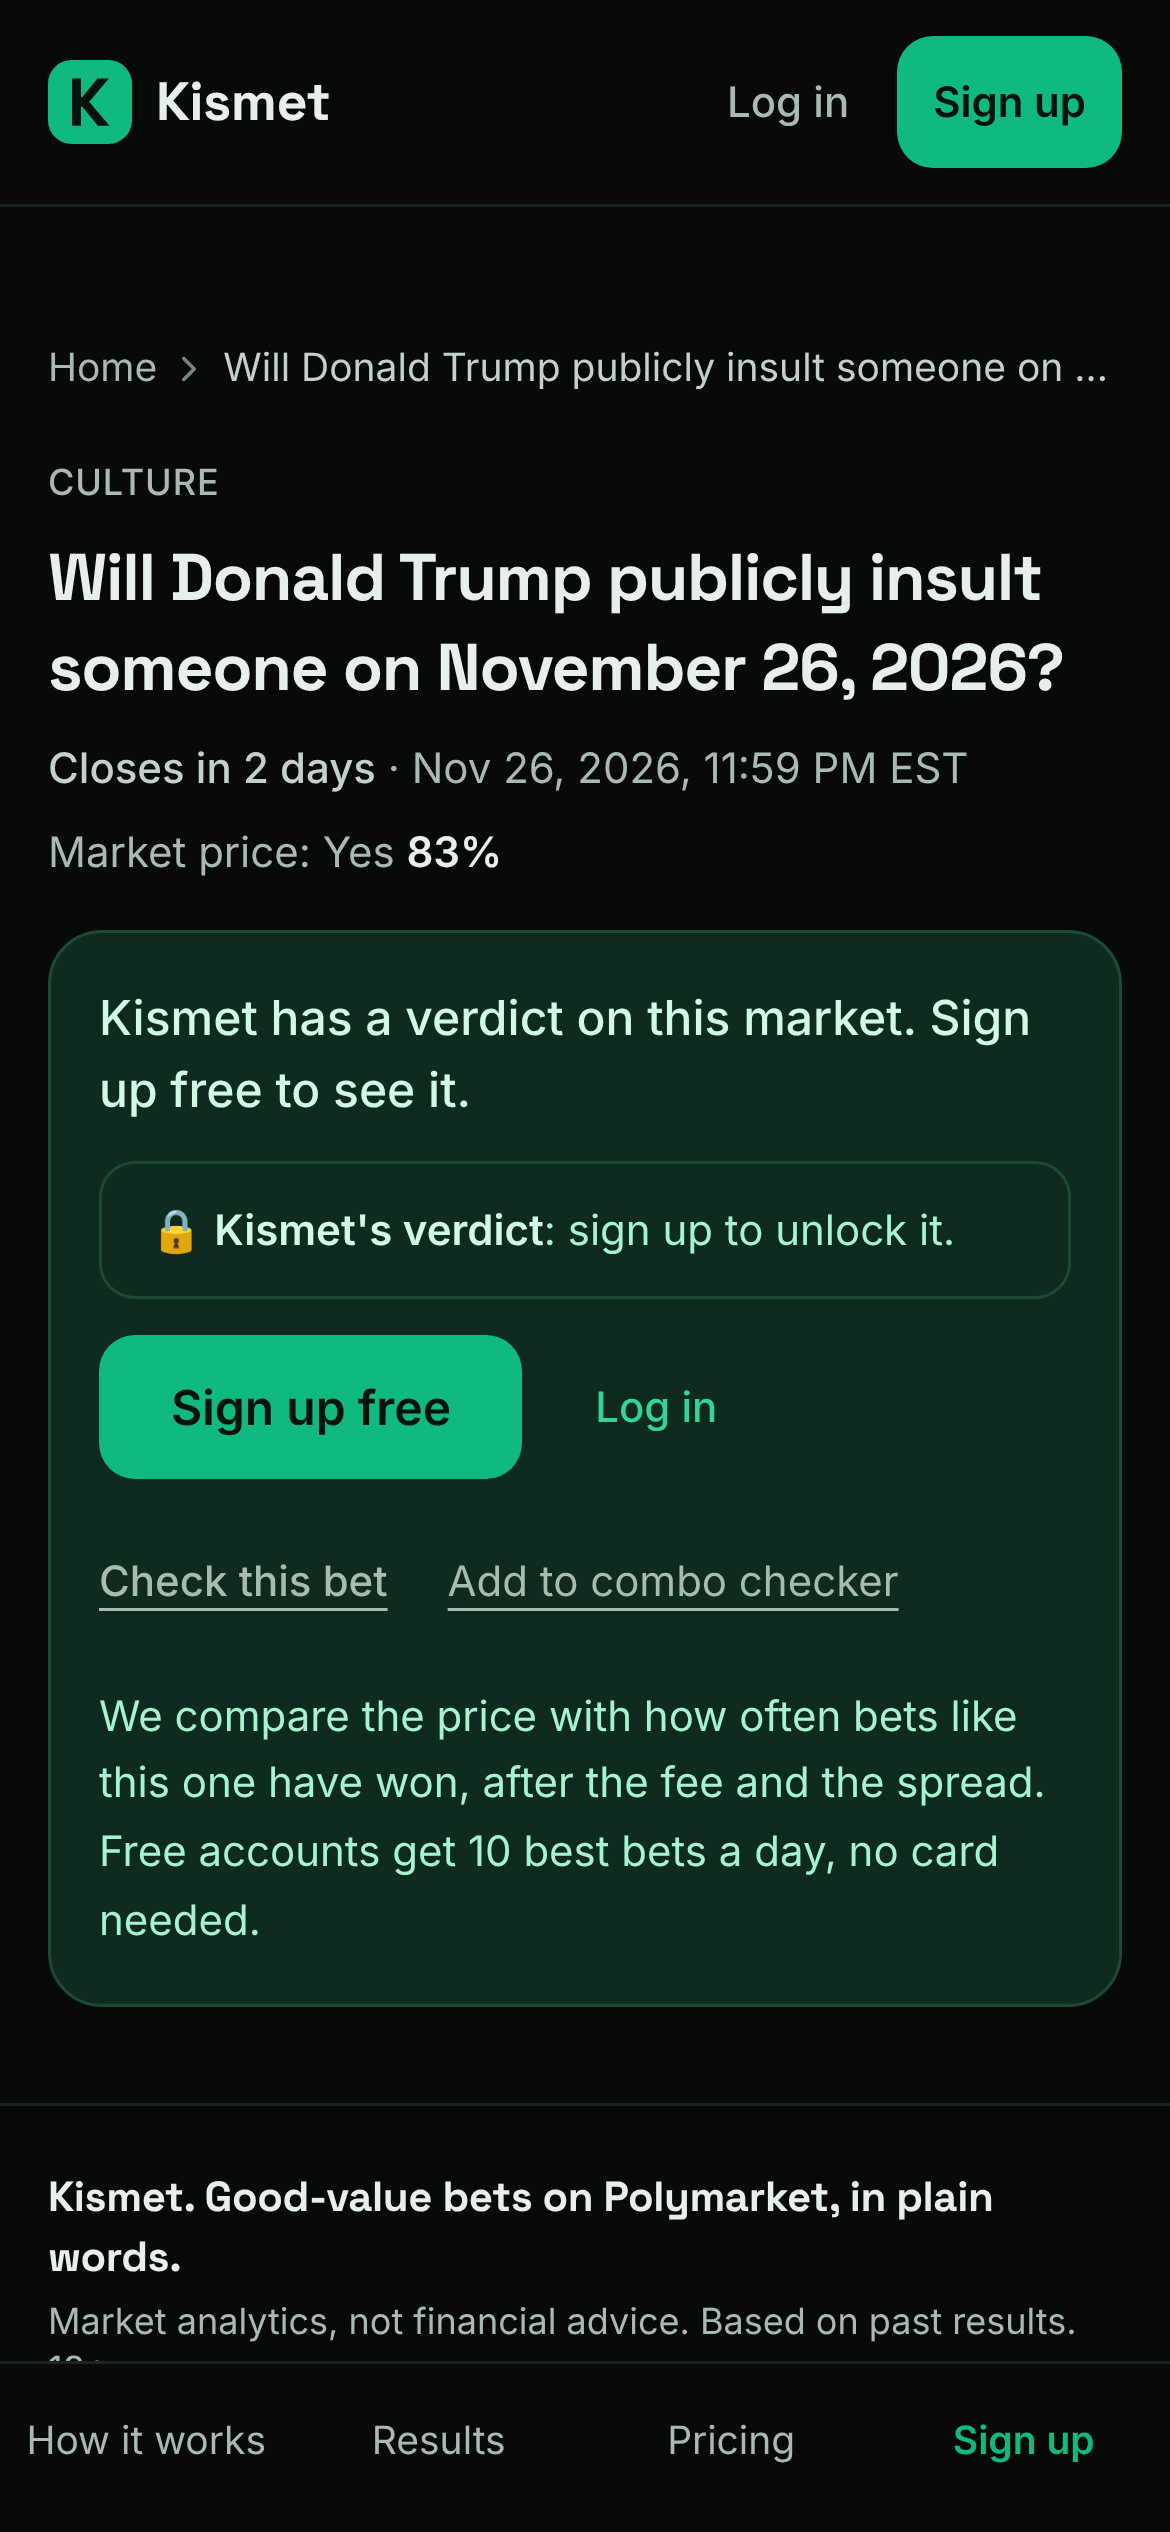 K Kismet Log in Sign up
Home > Will Donald Trump publicly insult someone on ...
CULTURE
Will Donald Trump publicly insult
someone on November 26, 2026?
Closes in 2 days · Nov 26, 2026, 11:59 PM EST
Market price: Yes 83%
Kismet has a verdict on this market. Sign
up free to see it.
🔒 Kismet's verdict: sign up to unlock it.
Sign up free Log in
Check this bet Add to combo checker
We compare the price with how often bets like
this one have won, after the fee and the spread.
Free accounts get 10 best bets a day, no card
needed.
Kismet. Good-value bets on Polymarket, in plain
words.
Market analytics, not financial advice. Based on past results.
How it works Results Pricing Sign up